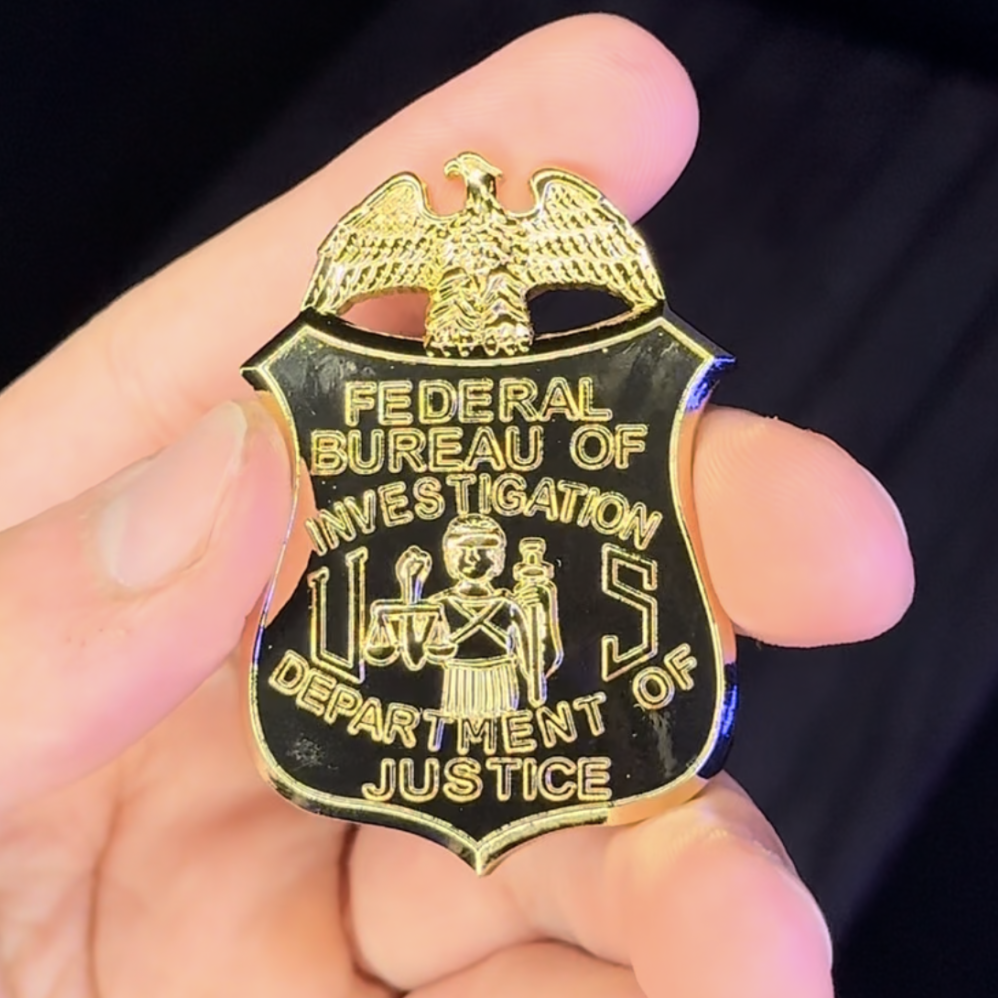 FEDERAL
BUREAU OF
INVESTIGATION
U S
DEPARTMENT OF
JUSTICE